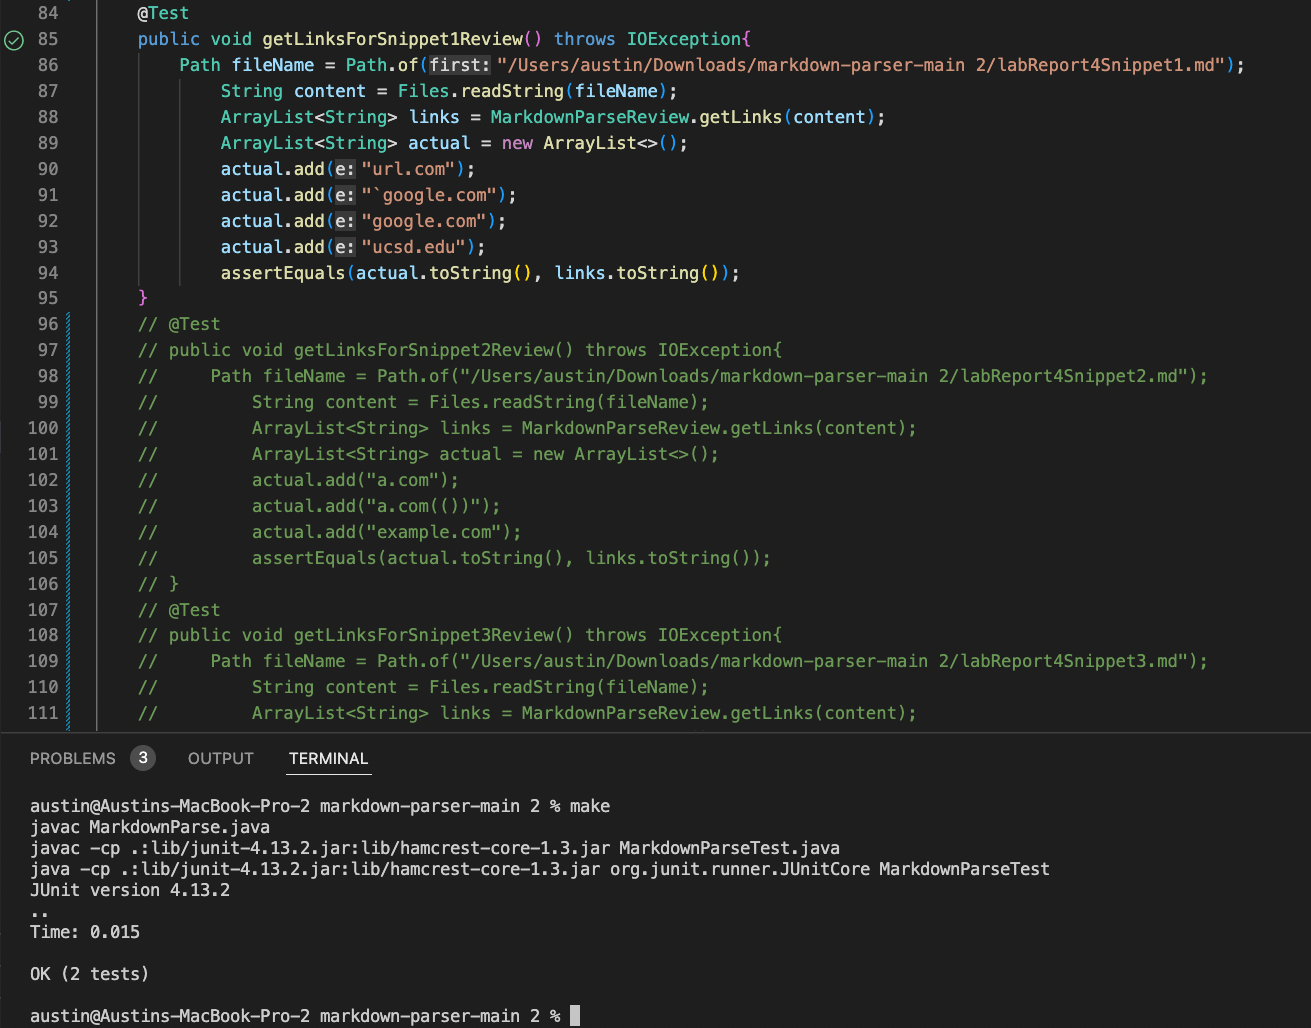 84 @Test
85 public void getLinksForSnippet1Review() throws IOException{
86 Path fileName = Path.of(first: "/Users/austin/Downloads/markdown-parser-main 2/labReport4Snippet1.md");
87 String content = Files.readString(fileName);
88 ArrayList<String> links = MarkdownParseReview.getLinks(content);
89 ArrayList<String> actual = new ArrayList<>();
90 actual.add(e: "url.com");
91 actual.add(e: "`google.com");
92 actual.add(e: "google.com");
93 actual.add(e: "ucsd.edu");
94 assertEquals(actual.toString(), links.toString());
95 }
96 // @Test
97 // public void getLinksForSnippet2Review() throws IOException{
98 // Path fileName = Path.of("/Users/austin/Downloads/markdown-parser-main 2/labReport4Snippet2.md");
99 // String content = Files.readString(fileName);
100 // ArrayList<String> links = MarkdownParseReview.getLinks(content);
101 // ArrayList<String> actual = new ArrayList<>();
102 // actual.add("a.com");
103 // actual.add("a.com(())");
104 // actual.add("example.com");
105 // assertEquals(actual.toString(), links.toString());
106 // }
107 // @Test
108 // public void getLinksForSnippet3Review() throws IOException{
109 // Path fileName = Path.of("/Users/austin/Downloads/markdown-parser-main 2/labReport4Snippet3.md");
110 // String content = Files.readString(fileName);
111 // ArrayList<String> links = MarkdownParseReview.getLinks(content);
PROBLEMS 3 OUTPUT TERMINAL
austin@Austins-MacBook-Pro-2 markdown-parser-main 2 % make
javac MarkdownParse.java
javac -cp .:lib/junit-4.13.2.jar:lib/hamcrest-core-1.3.jar MarkdownParseTest.java
java -cp .:lib/junit-4.13.2.jar:lib/hamcrest-core-1.3.jar org.junit.runner.JUnitCore MarkdownParseTest
JUnit version 4.13.2
..
Time: 0.015
OK (2 tests)
austin@Austins-MacBook-Pro-2 markdown-parser-main 2 %